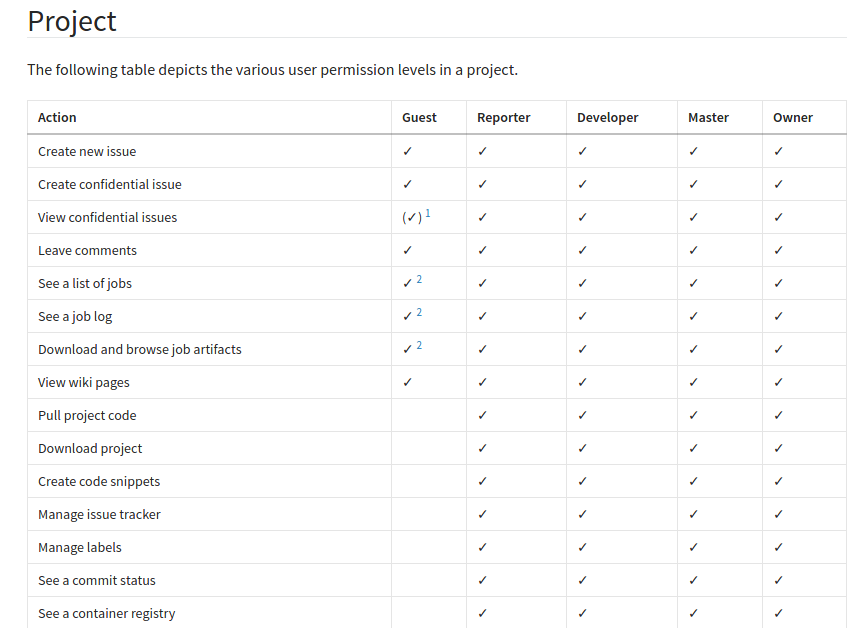 Project
The following table depicts the various user permission levels in a project.
Action Guest Reporter Developer Master Owner
Create new issue ✓ ✓ ✓ ✓ ✓
Create confidential issue ✓ ✓ ✓ ✓ ✓
View confidential issues (✓) 1 ✓ ✓ ✓ ✓
Leave comments ✓ ✓ ✓ ✓ ✓
See a list of jobs ✓ 2 ✓ ✓ ✓ ✓
See a job log ✓ 2 ✓ ✓ ✓ ✓
Download and browse job artifacts ✓ 2 ✓ ✓ ✓ ✓
View wiki pages ✓ ✓ ✓ ✓ ✓
Pull project code ✓ ✓ ✓ ✓
Download project ✓ ✓ ✓ ✓
Create code snippets ✓ ✓ ✓ ✓
Manage issue tracker ✓ ✓ ✓ ✓
Manage labels ✓ ✓ ✓ ✓
See a commit status ✓ ✓ ✓ ✓
See a container registry ✓ ✓ ✓ ✓